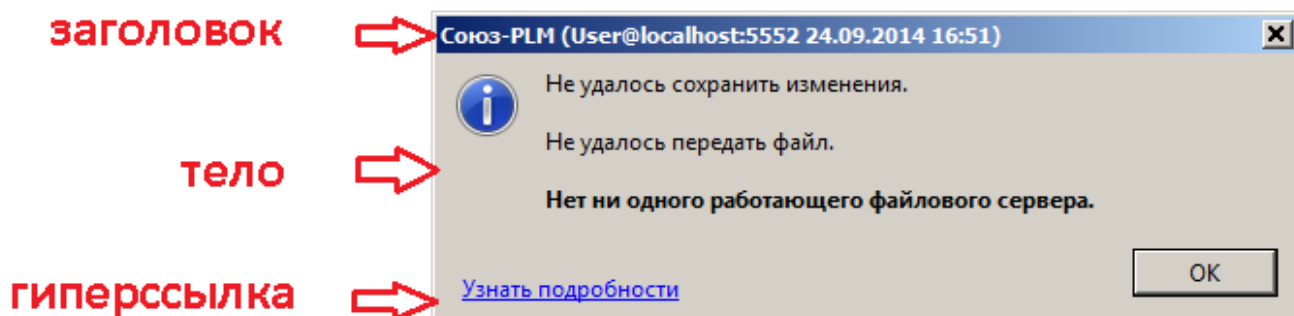 заголовок
Союз-PLM (User@localhost:5552 24.09.2014 16:51)
Не удалось сохранить изменения.
Не удалось передать файл.
тело
Нет ни одного работающего файлового сервера.
OK
гиперссылка
Узнать подробности